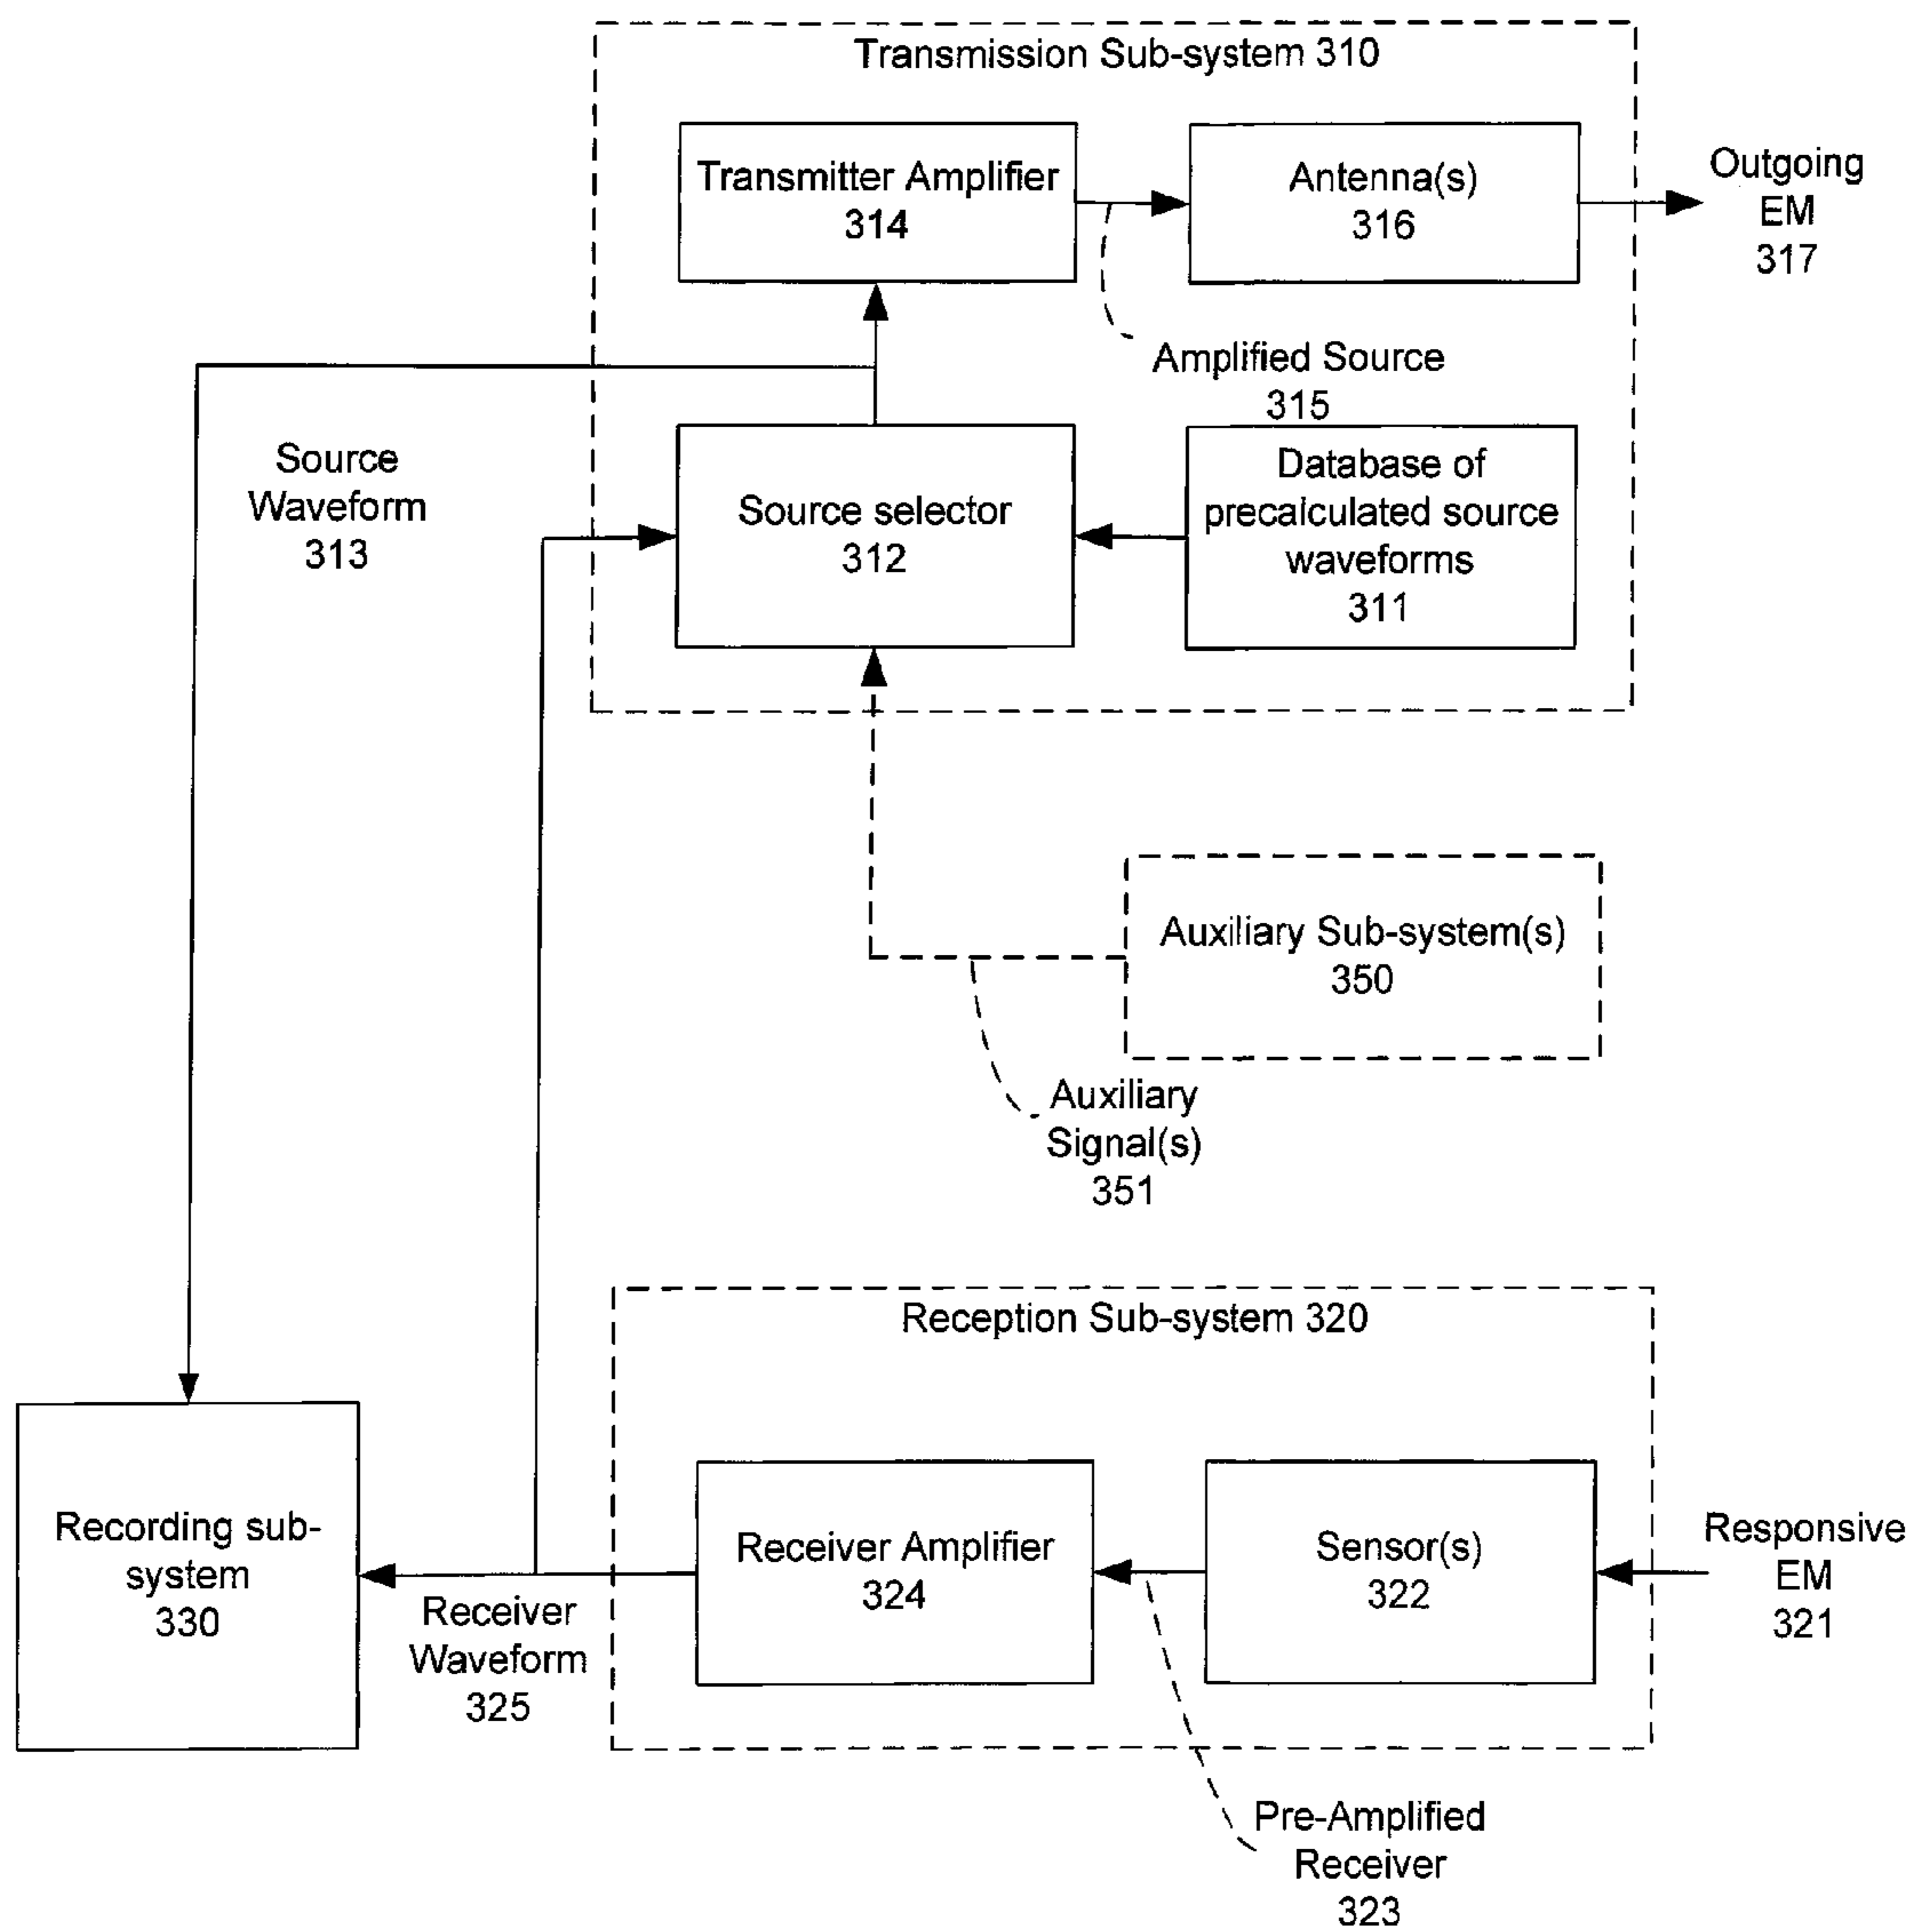 Transmission Sub-system 310
Transmitter Amplifier
314
Antenna(s)
316
Outgoing
EM
317
Amplified Source
315
Source
Waveform
313
Source selector
312
Database of
precalculated source
waveforms
311
Auxiliary Sub-system(s)
350
Auxiliary
Signal(s)
351
Reception Sub-system 320
Recording sub-
system
330
Receiver
Waveform
325
Receiver Amplifier
324
Sensor(s)
322
Responsive
EM
321
Pre-Amplified
Receiver
323